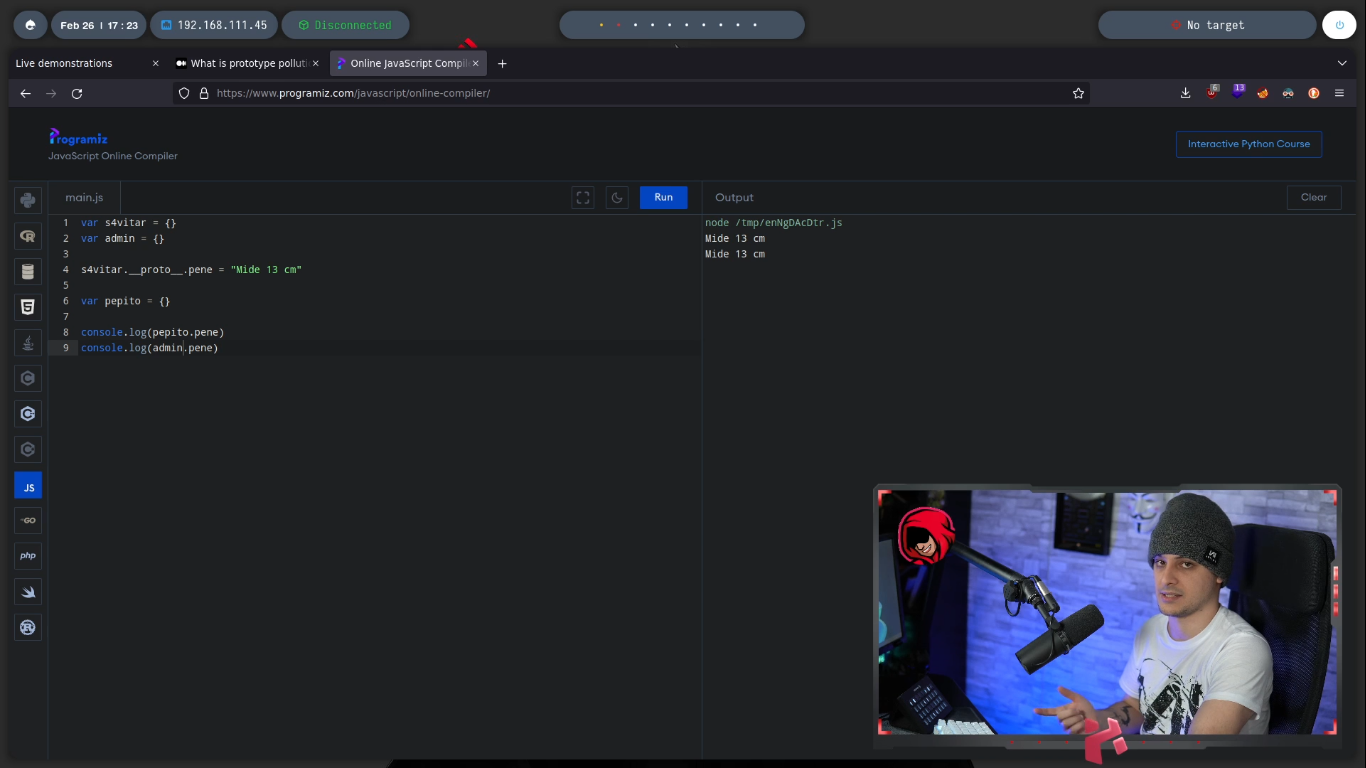 Feb 26 | 17:23
192.168.111.45
Disconnected
No target
Live demonstrations
What is prototype polluti
Online JavaScript Compil
https://www.programiz.com/javascript/online-compiler/
6
13
Programiz
JavaScript Online Compiler
Interactive Python Course
main.js
Run
Output
Clear
1 var s4vitar = {}
2 var admin = {}
3
4 s4vitar.__proto__.pene = "Mide 13 cm"
5
6 var pepito = {}
7
8 console.log(pepito.pene)
9 console.log(admin.pene)
node /tmp/enNgDAcDtr.js
Mide 13 cm
Mide 13 cm
R
5
C
C
JS
GO
php